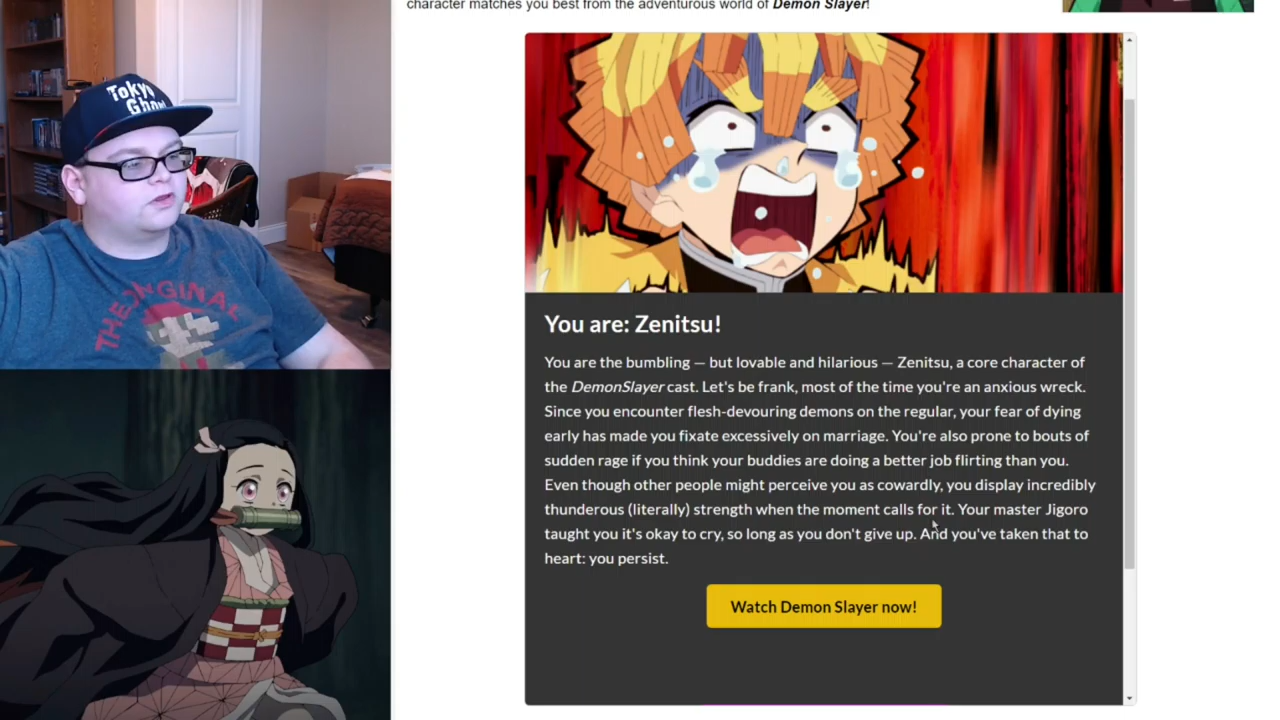 character matches you best from the adventurous world of Demon Slayer!
Tokyo
Ghoul
THE ORIGINAL
You are: Zenitsu!
You are the bumbling — but lovable and hilarious — Zenitsu, a core character of
the DemonSlayer cast. Let's be frank, most of the time you're an anxious wreck.
Since you encounter flesh-devouring demons on the regular, your fear of dying
early has made you fixate excessively on marriage. You're also prone to bouts of
sudden rage if you think your buddies are doing a better job flirting than you.
Even though other people might perceive you as cowardly, you display incredibly
thunderous (literally) strength when the moment calls for it. Your master Jigoro
taught you it's okay to cry, so long as you don't give up. And you've taken that to
heart: you persist.
Watch Demon Slayer now!